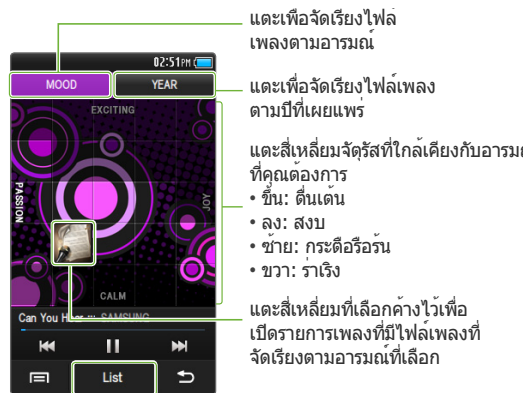 แตะเพื่อจัดเรียงไฟล์
เพลงตามอารมณ์
02:51PM
MOOD
YEAR
แตะเพื่อจัดเรียงไฟล์เพลง
ตามปีที่เผยแพร่
EXCITING
PASSION
JOY
CALM
แตะสี่เหลี่ยมจัตุรัสที่ใกล้เคียงกับอารมณ์
ที่คุณต้องการ
• ขึ้น: ตื่นเต้น
• ลง: สงบ
• ซ้าย: กระตือรือร้น
• ขวา: ร่าเริง
Can You Hear ... SAMSUNG
แตะสี่เหลี่ยมที่เลือกค้างไว้เพื่อ
เปิดรายการเพลงที่มีไฟล์เพลงที่
จัดเรียงตามอารมณ์ที่เลือก
List